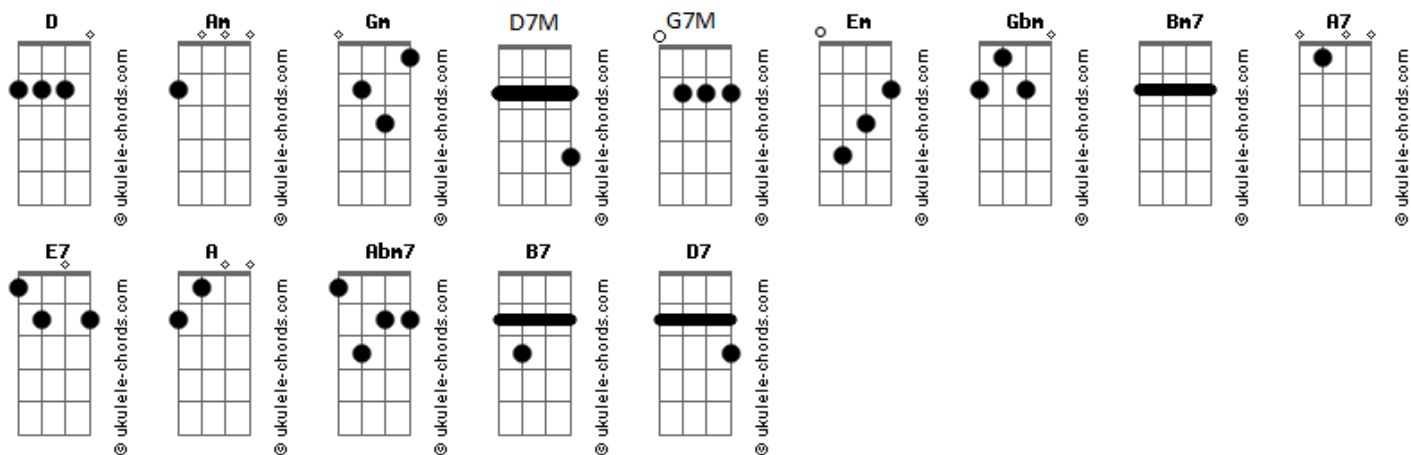 D Am Gm D7M G7M Em Gbm Bm7 A7
© ukulele-chords.com © ukulele-chords.com © ukulele-chords.com © ukulele-chords.com © ukulele-chords.com © ukulele-chords.com © ukulele-chords.com © ukulele-chords.com © ukulele-chords.com
E7 A Abm7 B7 D7
© ukulele-chords.com © ukulele-chords.com © ukulele-chords.com © ukulele-chords.com © ukulele-chords.com